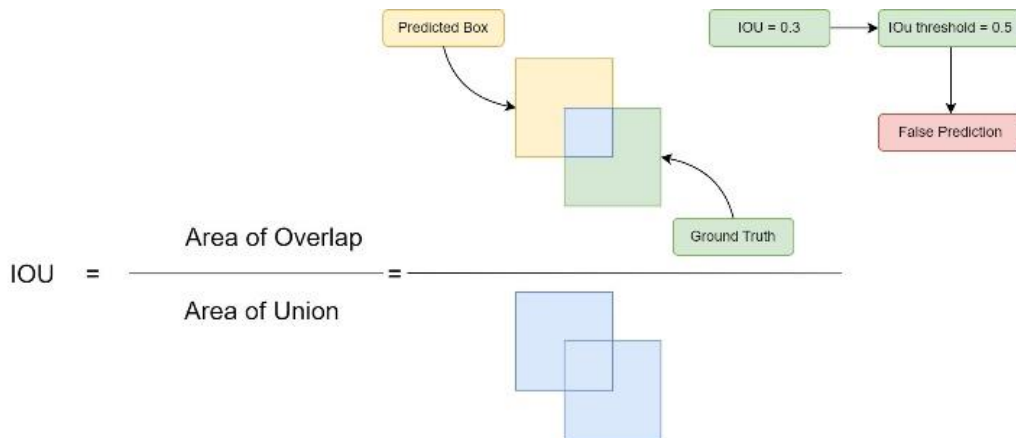 Predicted Box
IOU = 0.3
IOu threshold = 0.5
False Prediction
Ground Truth
IOU = Area of Overlap =
Area of Union